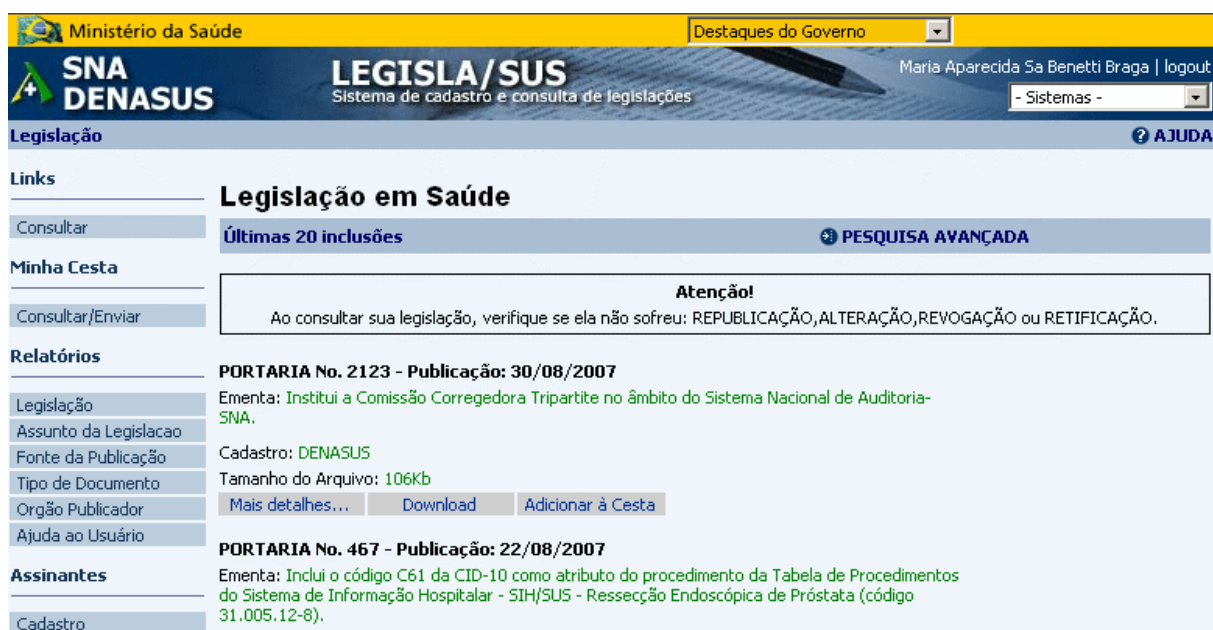 Ministério da Saúde
Destaques do Governo
SNA
DENASUS
LEGISLA/SUS
Sistema de cadastro e consulta de legislações
Maria Aparecida Sa Benetti Braga | logout
- Sistemas -
Legislação
AJUDA
Links
Consultar
Minha Cesta
Consultar/Enviar
Relatórios
Legislação
Assunto da Legislacao
Fonte da Publicação
Tipo de Documento
Orgão Publicador
Ajuda ao Usuário
Assinantes
Cadastro
Legislação em Saúde
Últimas 20 inclusões
PESQUISA AVANÇADA
Atenção!
Ao consultar sua legislação, verifique se ela não sofreu: REPUBLICAÇÃO,ALTERAÇÃO,REVOGAÇÃO ou RETIFICAÇÃO.
PORTARIA No. 2123 - Publicação: 30/08/2007
Ementa: Institui a Comissão Corregedora Tripartite no âmbito do Sistema Nacional de Auditoria-
SNA.
Cadastro: DENASUS
Tamanho do Arquivo: 106Kb
Mais detalhes... Download Adicionar à Cesta
PORTARIA No. 467 - Publicação: 22/08/2007
Ementa: Inclui o código C61 da CID-10 como atributo do procedimento da Tabela de Procedimentos
do Sistema de Informação Hospitalar - SIH/SUS - Ressecção Endoscópica de Próstata (código
31.005.12-8).